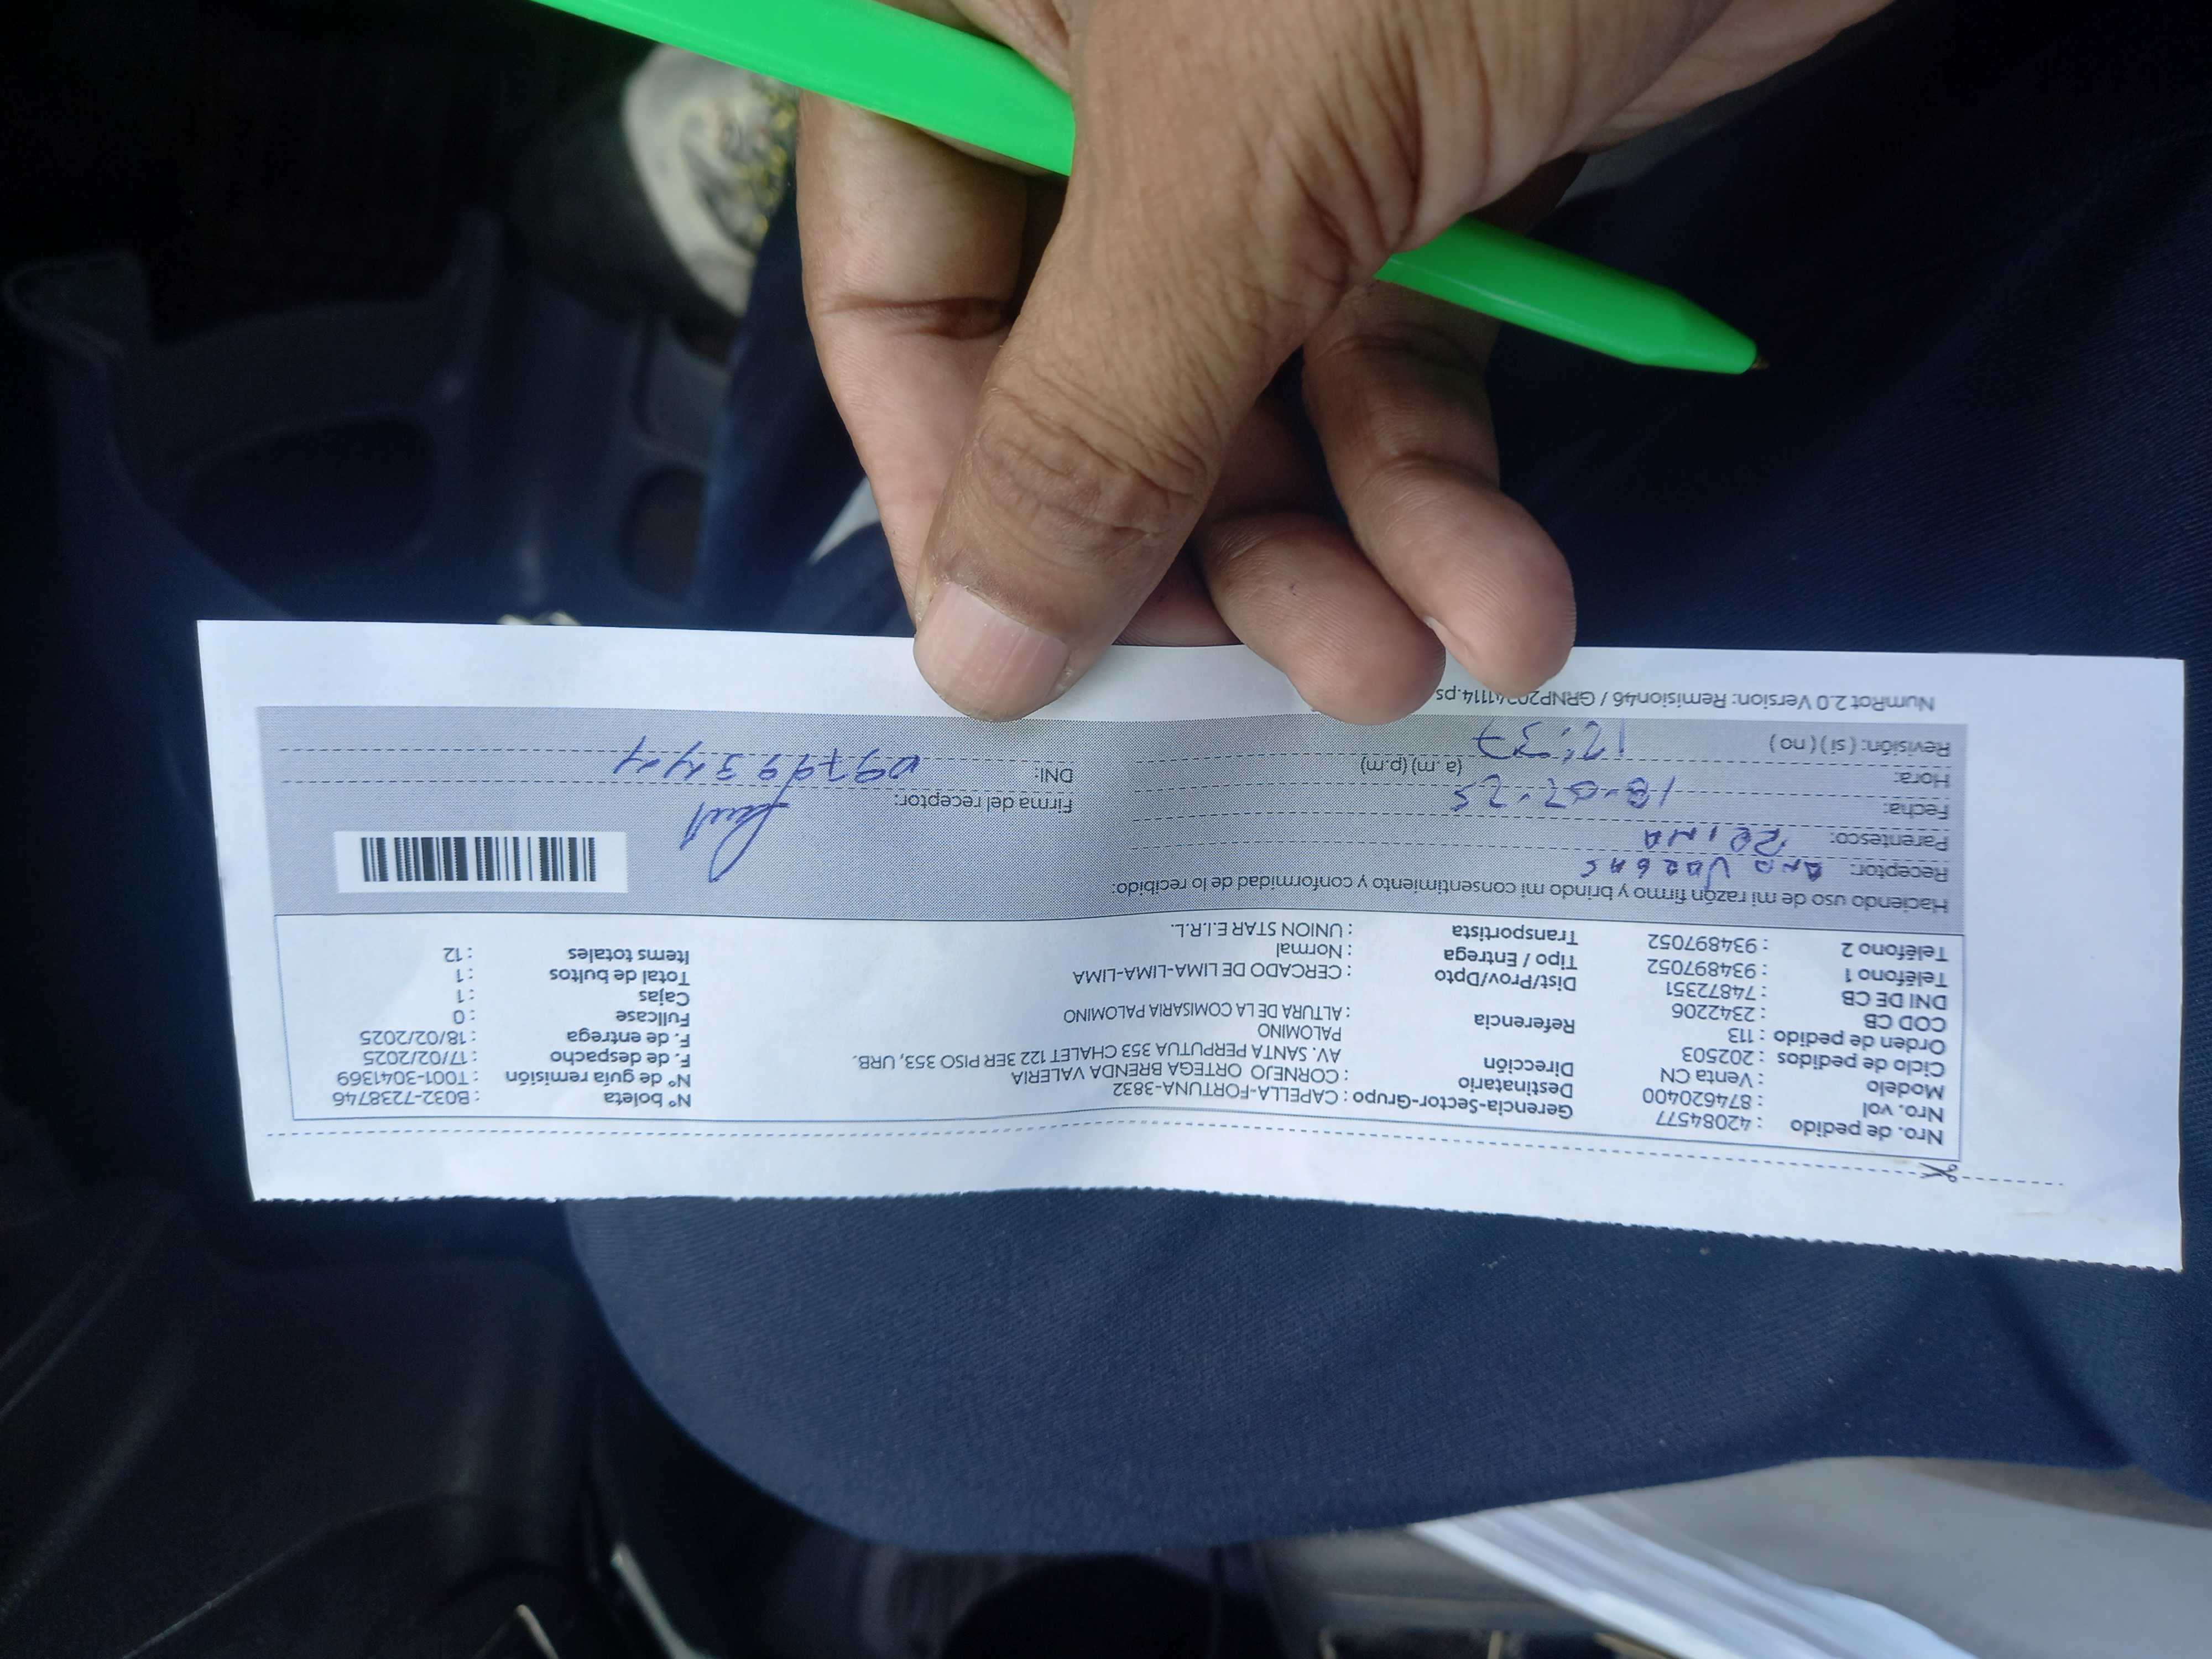 Nro. de pedido : 42084577 Gerencia-Sector-Grupo : CAPELLA-FORTUNA-3832 N° boleta : B032-7238746
Nro. vol : 874620400 Destinatario : CORNEJO ORTEGA BRENDA VALERIA N° de guía remisión : T001-3041369
Modelo : Venta CN Dirección AV. SANTA PERPUTUA 353 CHALET 122 3ER PISO 353, URB. F. de despacho : 17/02/2025
Ciclo de pedidos : 202503 PALOMINO F. de entrega : 18/02/2025
Orden de pedido : 113 Referencia : ALTURA DE LA COMISARIA PALOMINO Fullcase : 0
COD CB : 2342206 Cajas : 1
DNI DE CB : 74872351 Dist/Prov/Dpto : CERCADO DE LIMA-LIMA-LIMA Total de bultos : 1
Teléfono 1 : 934897052 Tipo / Entrega : Normal Items totales : 12
Teléfono 2 : 934897052 Transportista : UNION STAR E.I.R.L.
Haciendo uso de mi razón firmo y brindo mi consentimiento y conformidad de lo recibido:
Receptor: ANA VARGAS
Parentesco: PRIMA
Fecha: 18-02-25 Firma del receptor:
Hora: (a.m) (p.m) DNI: 09799344
Revisión: ( si ) ( no ) 12:37
NumRot 2.0 Version: Remision46 / 1114.ps